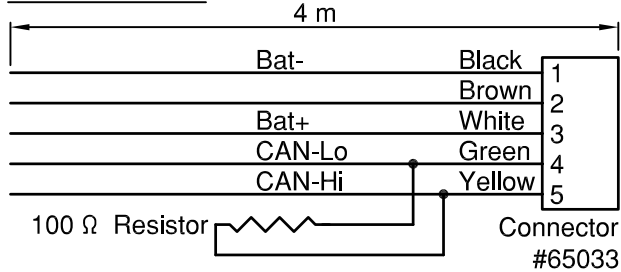 4 m
Bat- Black 1
Brown 2
Bat+ White 3
CAN-Lo Green 4
CAN-Hi Yellow 5
100 Ω Resistor
Connector
#65033